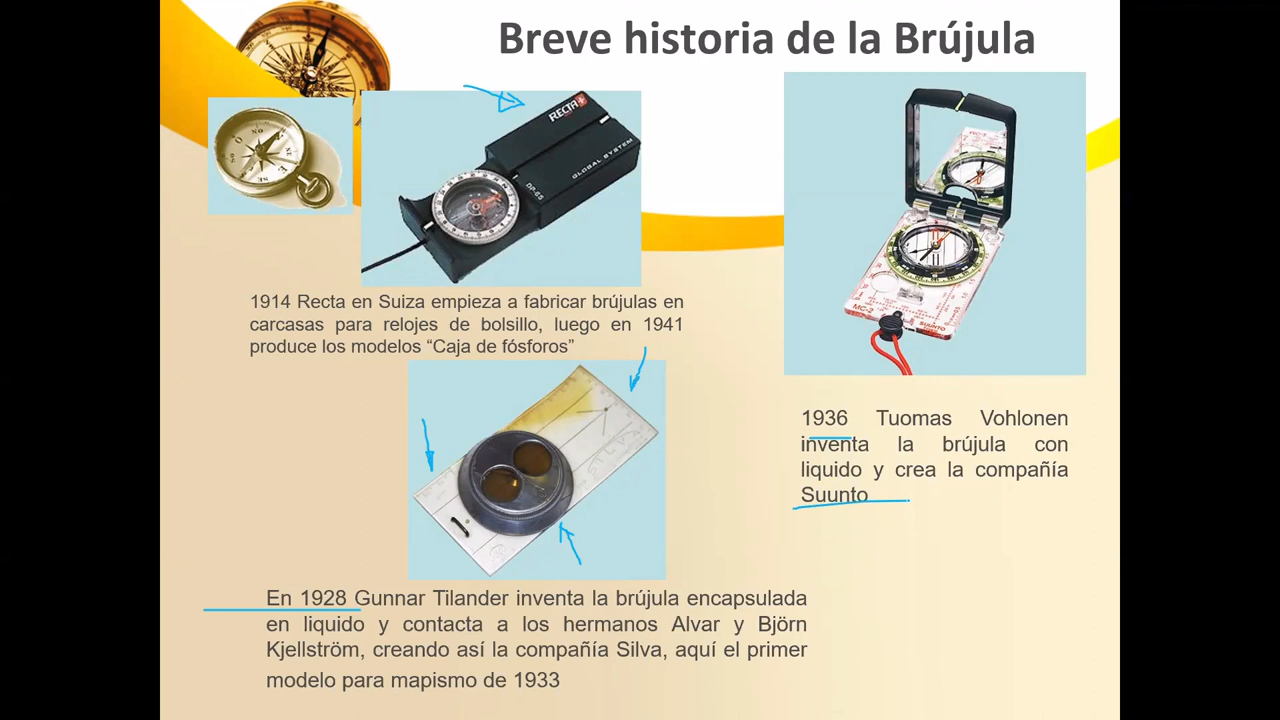 Breve historia de la Brújula
RECTA
GLOBAL SYSTEM
DP-65
1914 Recta en Suiza empieza a fabricar brújulas en
carcasas para relojes de bolsillo, luego en 1941
produce los modelos “Caja de fósforos”
MC-2
SUUNTO
1936 Tuomas Vohlonen
inventa la brújula con
liquido y crea la compañía
Suunto
En 1928 Gunnar Tilander inventa la brújula encapsulada
en liquido y contacta a los hermanos Alvar y Björn
Kjellström, creando así la compañía Silva, aquí el primer
modelo para mapismo de 1933